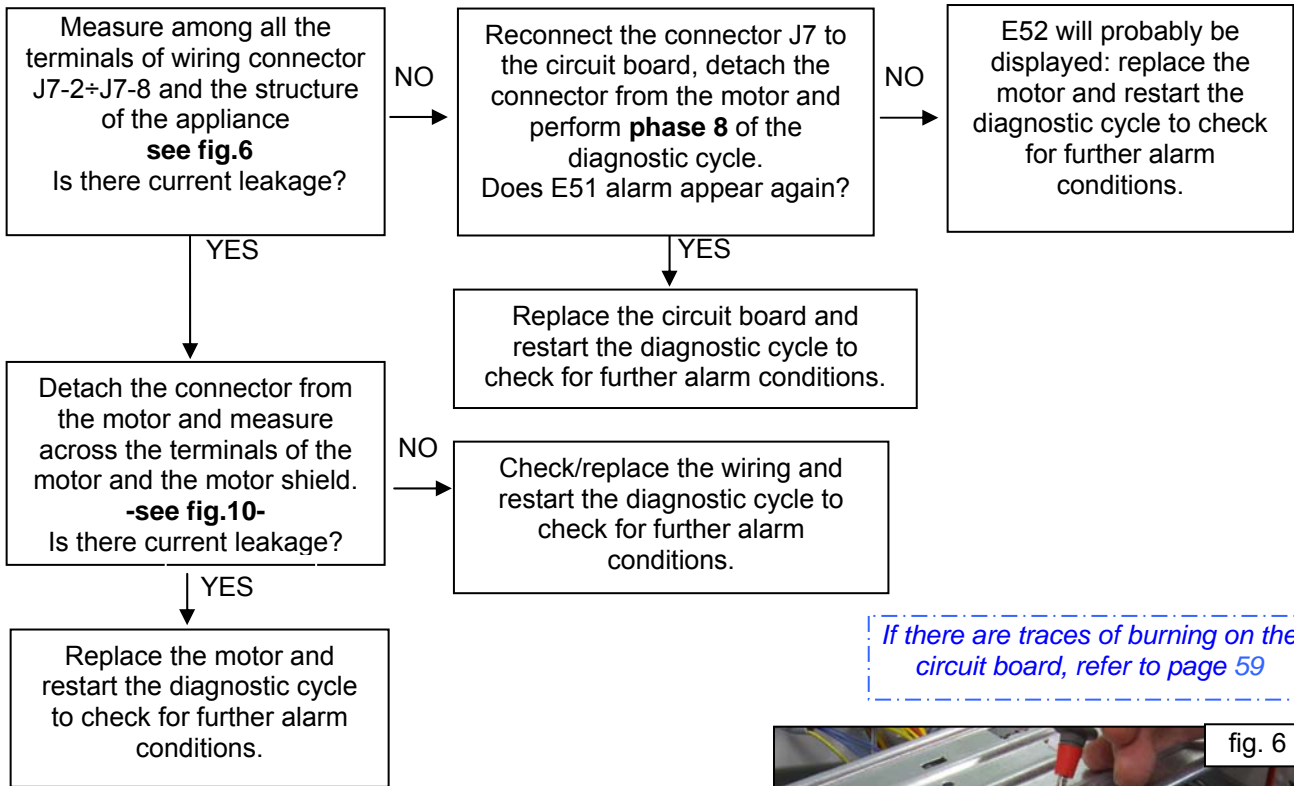 Measure among all the
terminals of wiring connector
J7-2÷J7-8 and the structure
of the appliance
see fig.6
Is there current leakage?
NO
Reconnect the connector J7 to
the circuit board, detach the
connector from the motor and
perform phase 8 of the
diagnostic cycle.
Does E51 alarm appear again?
NO
E52 will probably be
displayed: replace the
motor and restart the
diagnostic cycle to check
for further alarm
conditions.
YES
YES
Replace the circuit board and
restart the diagnostic cycle to
check for further alarm conditions.
Detach the connector from
the motor and measure
across the terminals of the
motor and the motor shield.
-see fig.10-
Is there current leakage?
NO
Check/replace the wiring and
restart the diagnostic cycle to
check for further alarm
conditions.
YES
Replace the motor and
restart the diagnostic cycle
to check for further alarm
conditions.
If there are traces of burning on the
circuit board, refer to page 59
fig. 6